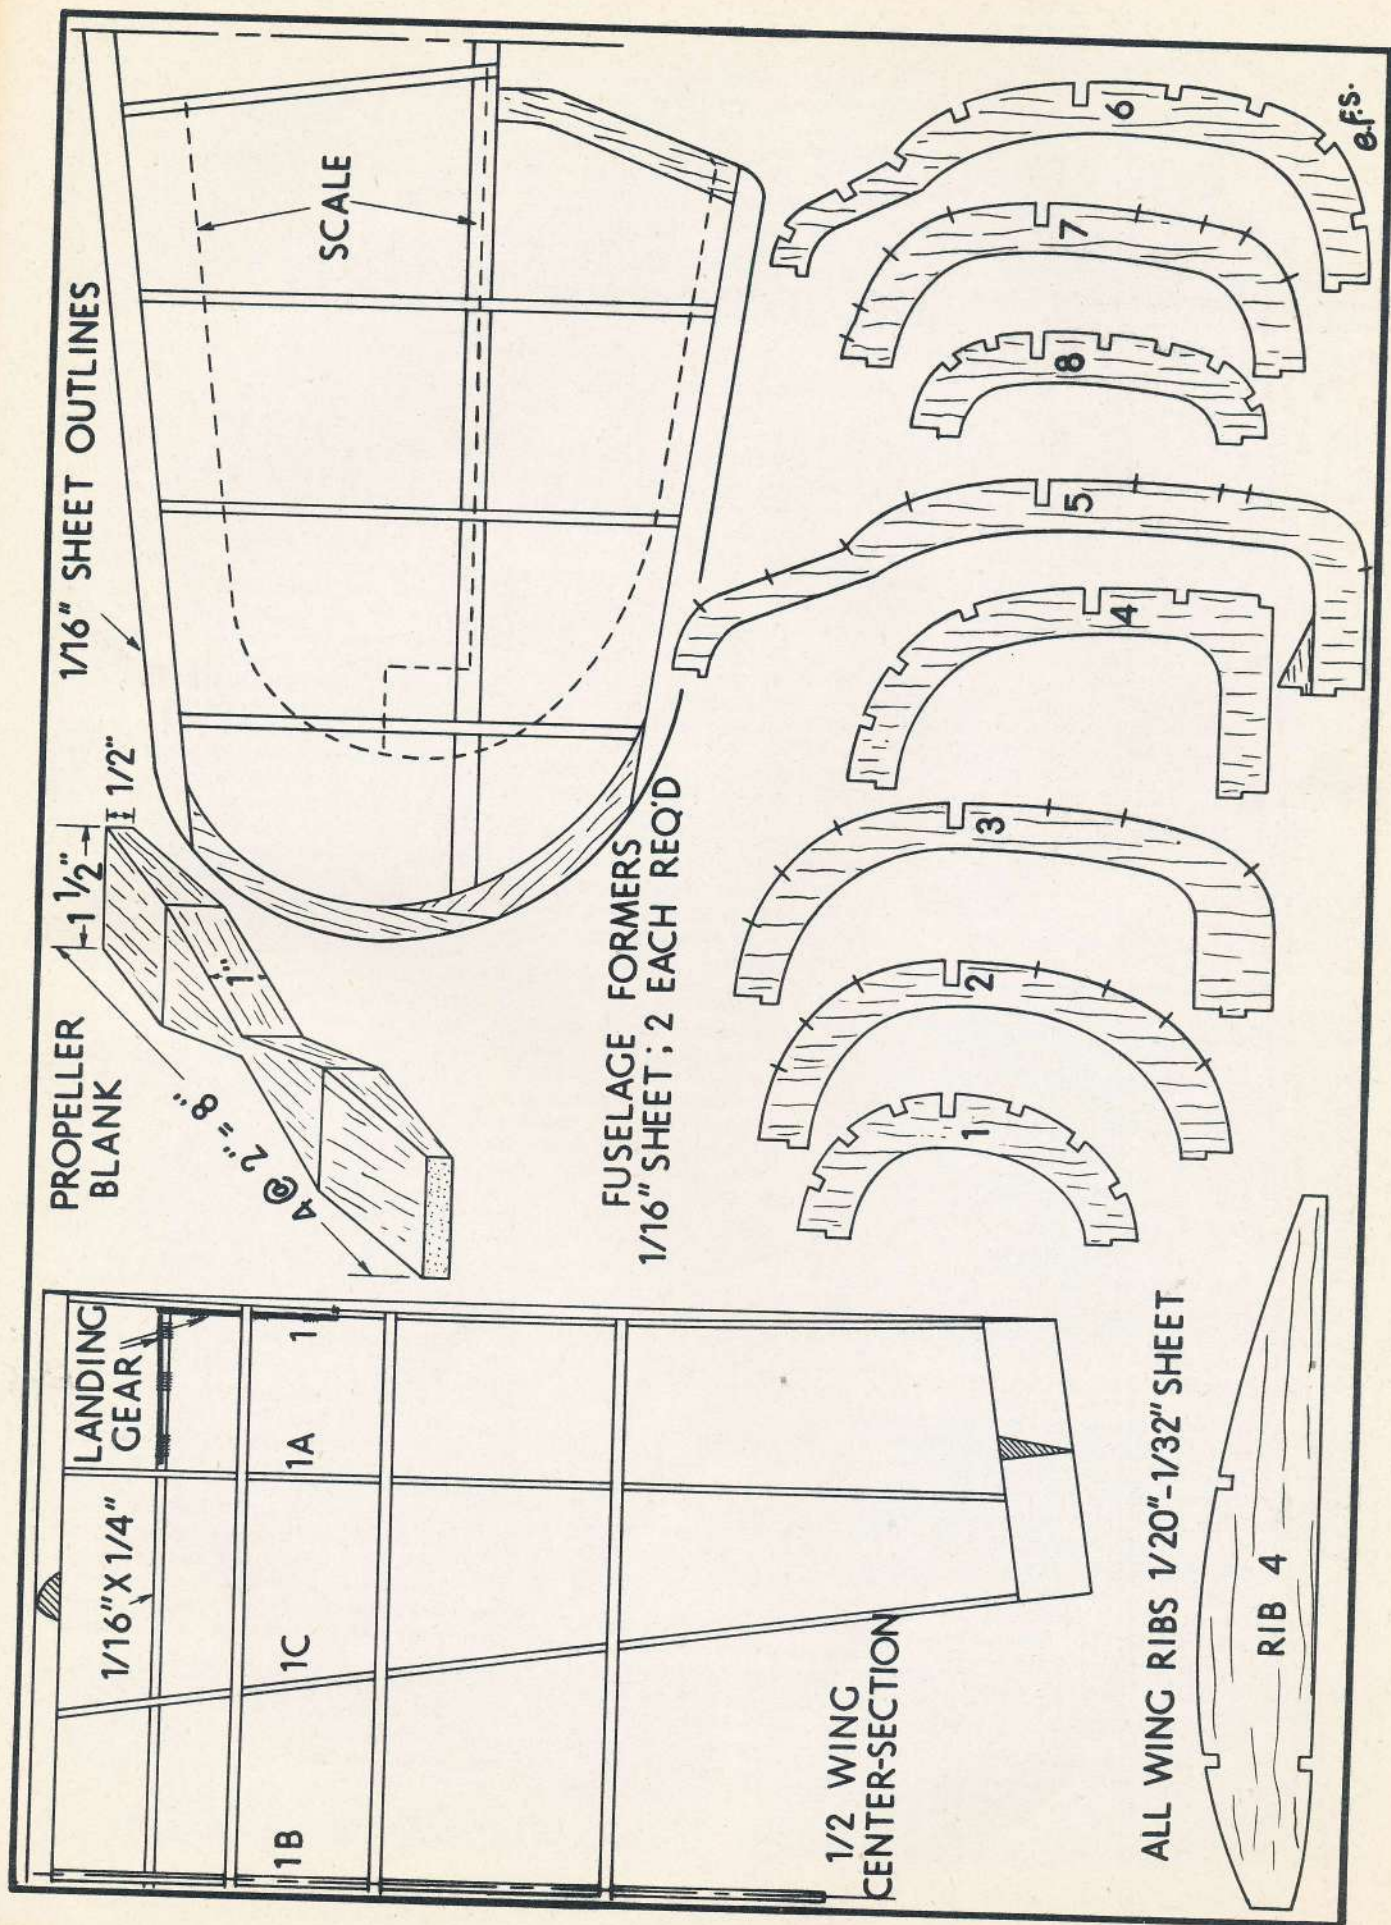 LANDING
GEAR
1/16"X1/4"
1
1A
1C
1B
1/2 WING
CENTER-SECTION
PROPELLER
BLANK
4@2"=8"
1 1/2"
1/2"
1"
1/16" SHEET OUTLINES
SCALE
FUSELAGE FORMERS
1/16" SHEET; 2 EACH REQ'D
1
2
3
4
5
6
7
8
ALL WING RIBS 1/20"-1/32" SHEET
RIB 4
e.f.s.